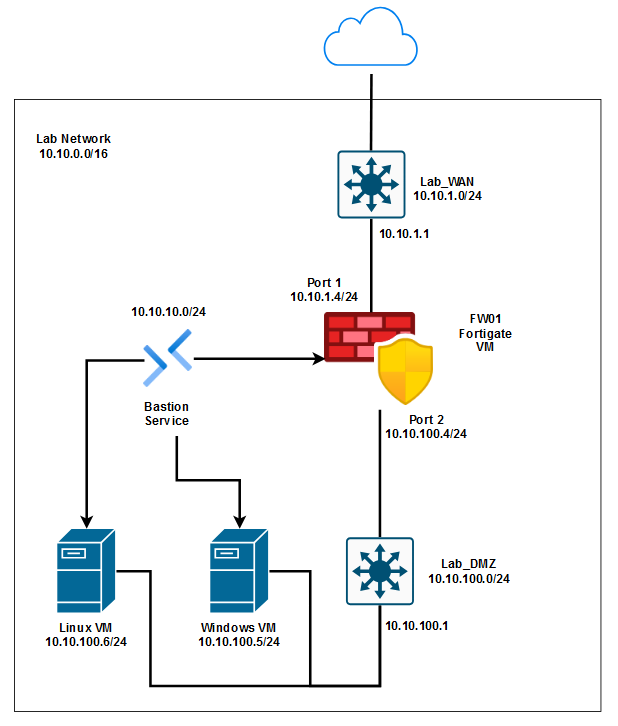 Lab Network
10.10.0.0/16
Lab_WAN
10.10.1.0/24
10.10.1.1
Port 1
10.10.1.4/24
10.10.10.0/24
FW01
Fortigate
VM
Bastion
Service
Port 2
10.10.100.4/24
Lab_DMZ
10.10.100.0/24
Linux VM
10.10.100.6/24
Windows VM
10.10.100.5/24
10.10.100.1